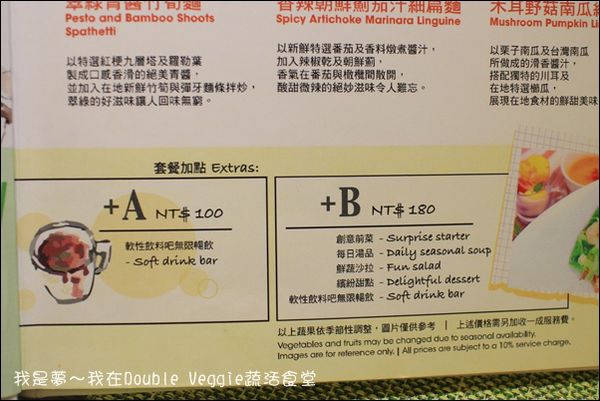 翠綠青醬竹筍麵
Pesto and Bamboo Shoots
Spathetti
以特選紅梗九層塔及羅勒葉
製成口感香滑的絕美青醬，
並加入在地新鮮竹筍與彈牙麵條拌炒，
翠綠的好滋味讓人回味無窮。
香辣朝鮮薊茄汁細扁麵
Spicy Artichoke Marinara Linguine
以新鮮特選番茄及香料燉煮醬汁，
加入辣椒乾及朝鮮薊，
香氣在番茄與橄欖間散開，
酸甜微辣的絕妙滋味令人難忘。
木耳野菇南瓜
Mushroom Pumpkin Li
以栗子南瓜及台灣南瓜
所做成的滑香醬汁，
搭配獨特的川耳及
在地特選櫛瓜，
展現在地食材的鮮甜美味
套餐加點 Extras:
+A NT$ 100
軟性飲料吧無限暢飲
- Soft drink bar
+B NT$ 180
創意前菜 - Surprise starter
每日湯品 - Daily seasonal soup
鮮蔬沙拉 - Fun salad
繽紛甜點 - Delightful dessert
軟性飲料吧無限暢飲 - Soft drink bar
以上蔬果依季節性調整，圖片僅供參考 | 上述價格需另加收一成服務費。
Vegetables and fruits may be changed due to seasonal availability.
Images are for reference only. | All prices are subject to a 10% service charge.
我是夢～我在Double Veggie蔬活食堂